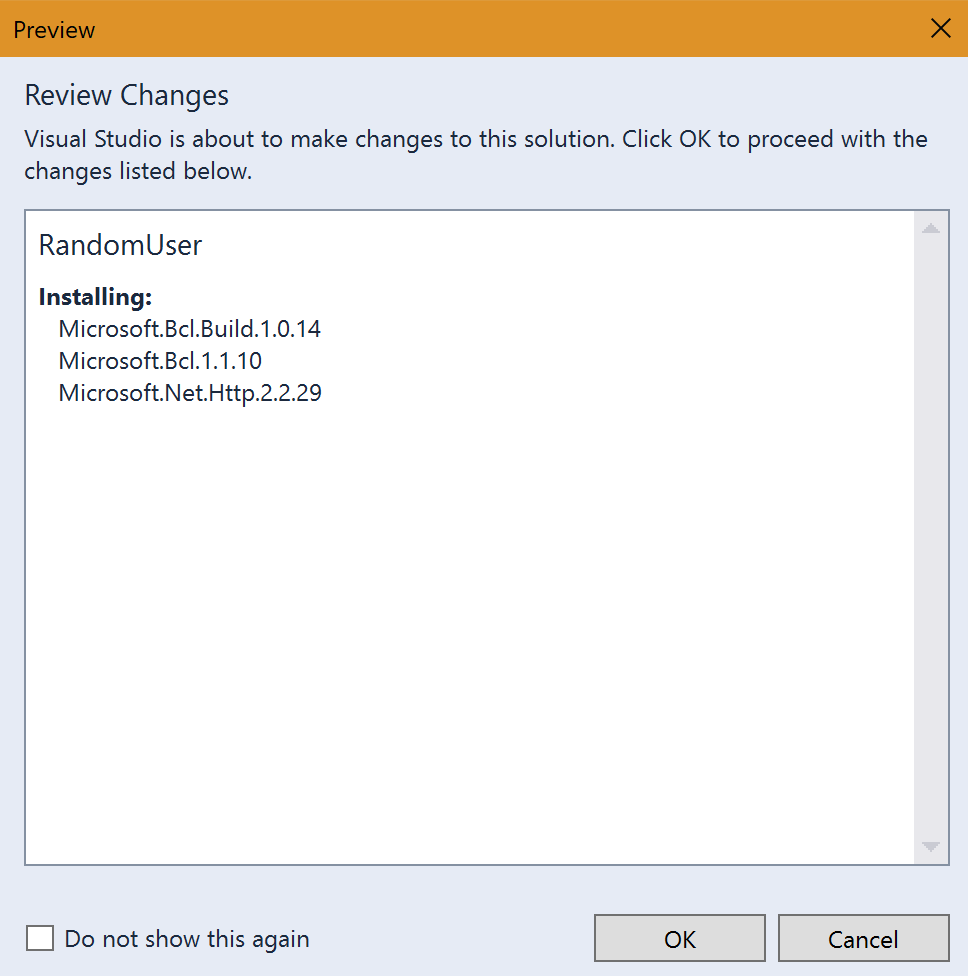 Preview
Review Changes
Visual Studio is about to make changes to this solution. Click OK to proceed with the
changes listed below.
RandomUser
Installing:
Microsoft.Bcl.Build.1.0.14
Microsoft.Bcl.1.1.10
Microsoft.Net.Http.2.2.29
Do not show this again
OK
Cancel